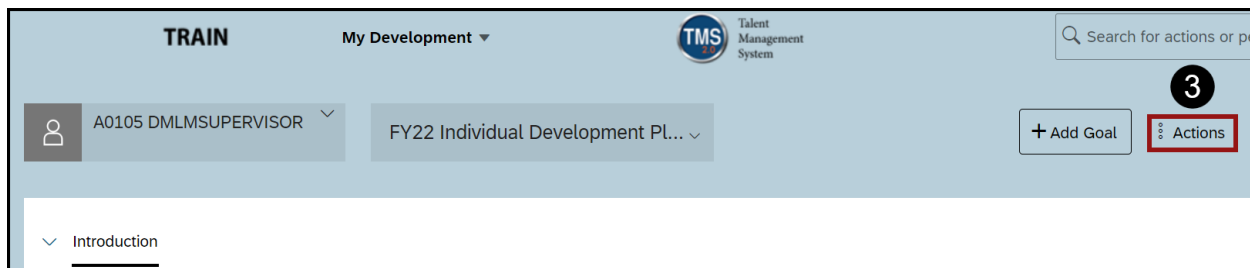 TRAIN
My Development
TMS
2.0
Talent
Management
System
Search for actions or pe
3
A0105 DMLMSUPERVISOR
FY22 Individual Development Pl...
+ Add Goal
Actions
Introduction